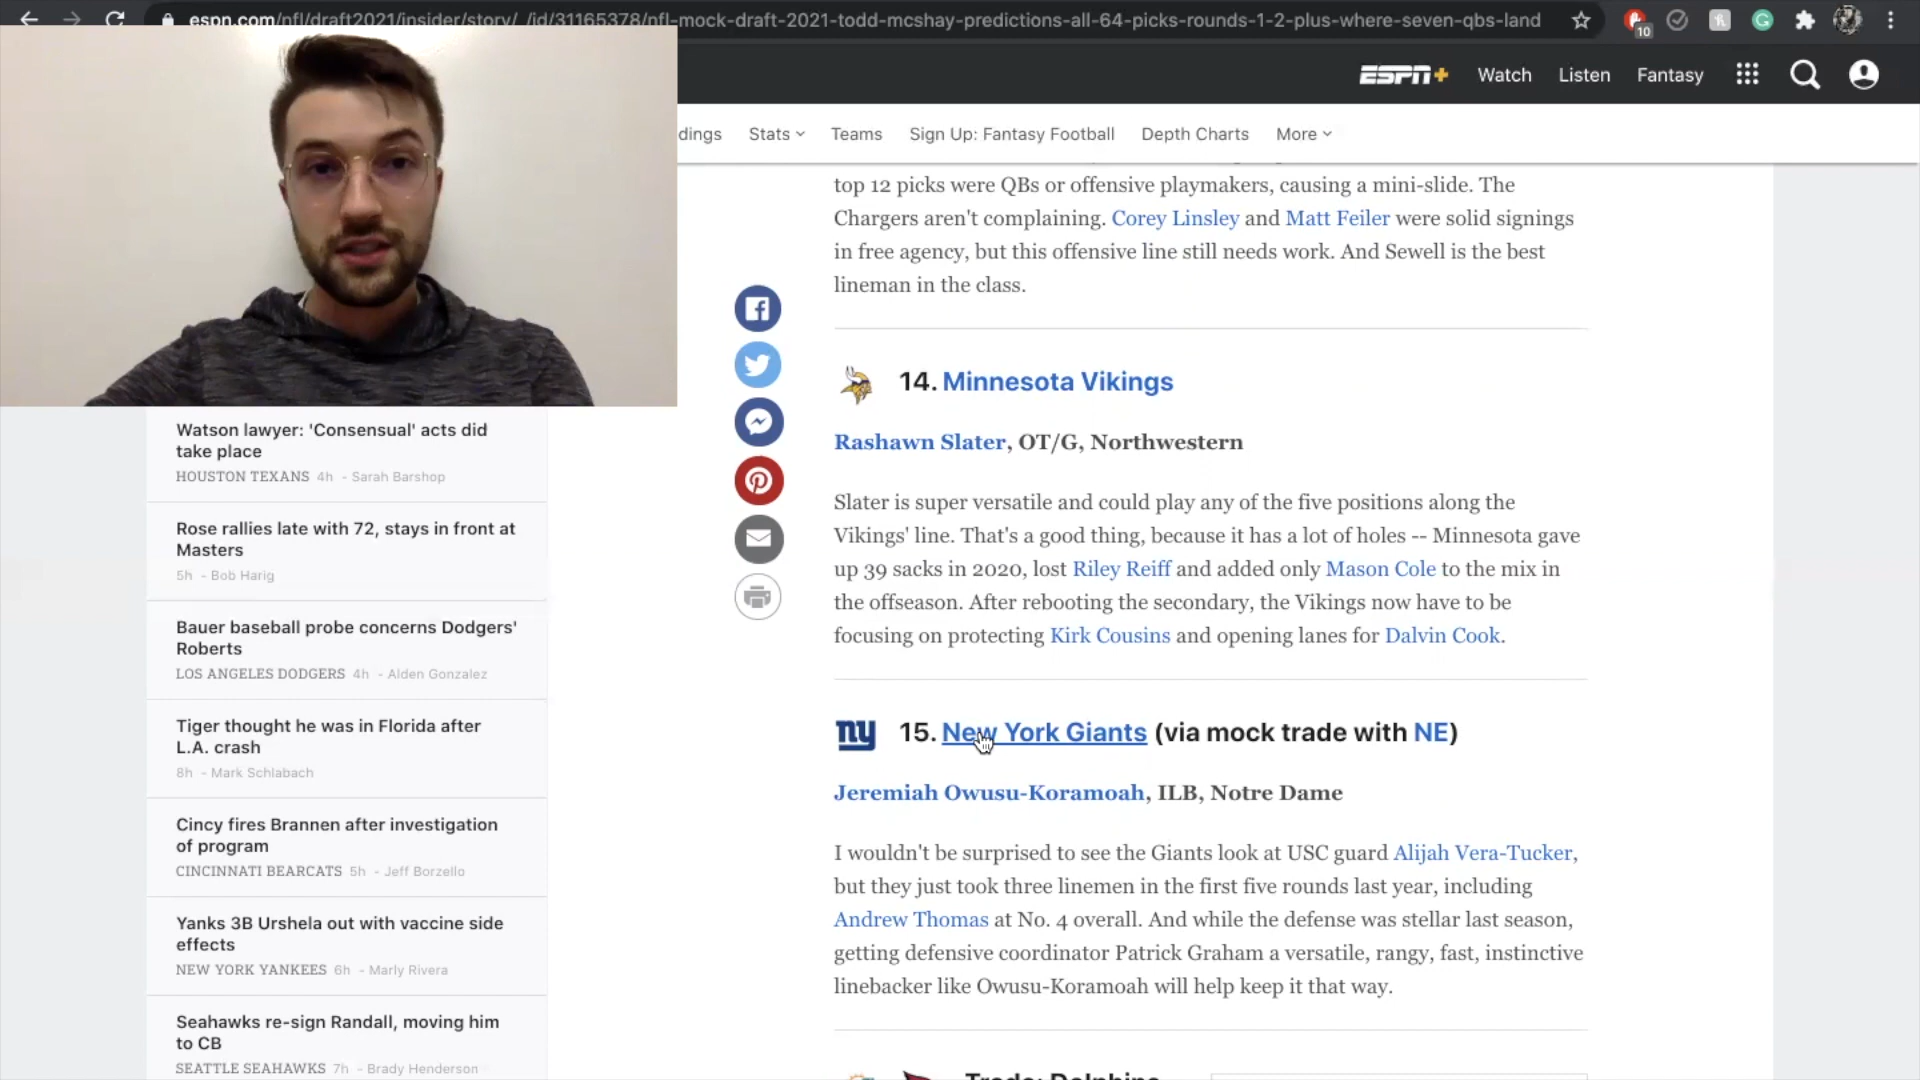 espn.com/nfl/draft2021/insider/story/_/id/31165378/nfl-mock-draft-2021-todd-mcshay-predictions-all-64-picks-rounds-1-2-plus-where-seven-qbs-land
10
ESPN+ Watch Listen Fantasy
dings Stats Teams Sign Up: Fantasy Football Depth Charts More
top 12 picks were QBs or offensive playmakers, causing a mini-slide. The
Chargers aren't complaining. Corey Linsley and Matt Feiler were solid signings
in free agency, but this offensive line still needs work. And Sewell is the best
lineman in the class.
14. Minnesota Vikings
Rashawn Slater, OT/G, Northwestern
Slater is super versatile and could play any of the five positions along the
Vikings' line. That's a good thing, because it has a lot of holes -- Minnesota gave
up 39 sacks in 2020, lost Riley Reiff and added only Mason Cole to the mix in
the offseason. After rebooting the secondary, the Vikings now have to be
focusing on protecting Kirk Cousins and opening lanes for Dalvin Cook.
ny 15. New York Giants (via mock trade with NE)
Jeremiah Owusu-Koramoah, ILB, Notre Dame
I wouldn't be surprised to see the Giants look at USC guard Alijah Vera-Tucker,
but they just took three linemen in the first five rounds last year, including
Andrew Thomas at No. 4 overall. And while the defense was stellar last season,
getting defensive coordinator Patrick Graham a versatile, rangy, fast, instinctive
linebacker like Owusu-Koramoah will help keep it that way.
Trade: Dolphins
Watson lawyer: 'Consensual' acts did
take place
HOUSTON TEXANS 4h - Sarah Barshop
Rose rallies late with 72, stays in front at
Masters
5h - Bob Harig
Bauer baseball probe concerns Dodgers'
Roberts
LOS ANGELES DODGERS 4h - Alden Gonzalez
Tiger thought he was in Florida after
L.A. crash
8h - Mark Schlabach
Cincy fires Brannen after investigation
of program
CINCINNATI BEARCATS 5h - Jeff Borzello
Yanks 3B Urshela out with vaccine side
effects
NEW YORK YANKEES 6h - Marly Rivera
Seahawks re-sign Randall, moving him
to CB
SEATTLE SEAHAWKS 7h - Brady Henderson